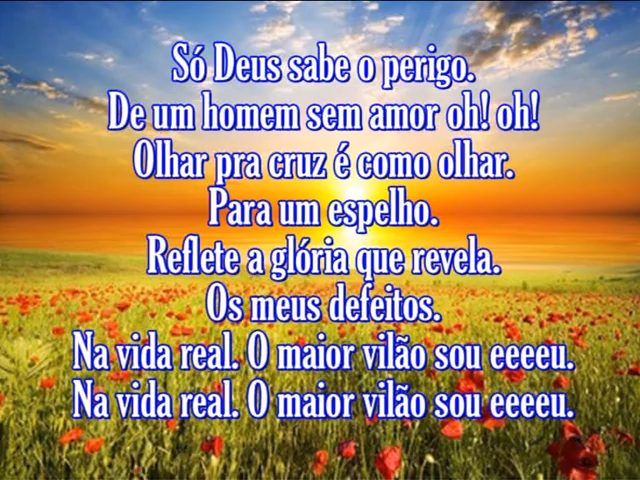 Só Deus sabe o perigo.
De um homem sem amor oh! oh!
Olhar pra cruz é como olhar.
Para um espelho.
Reflete a glória que revela.
Os meus defeitos.
Na vida real. O maior vilão sou eeeeu.
Na vida real. O maior vilão sou eeeeu.